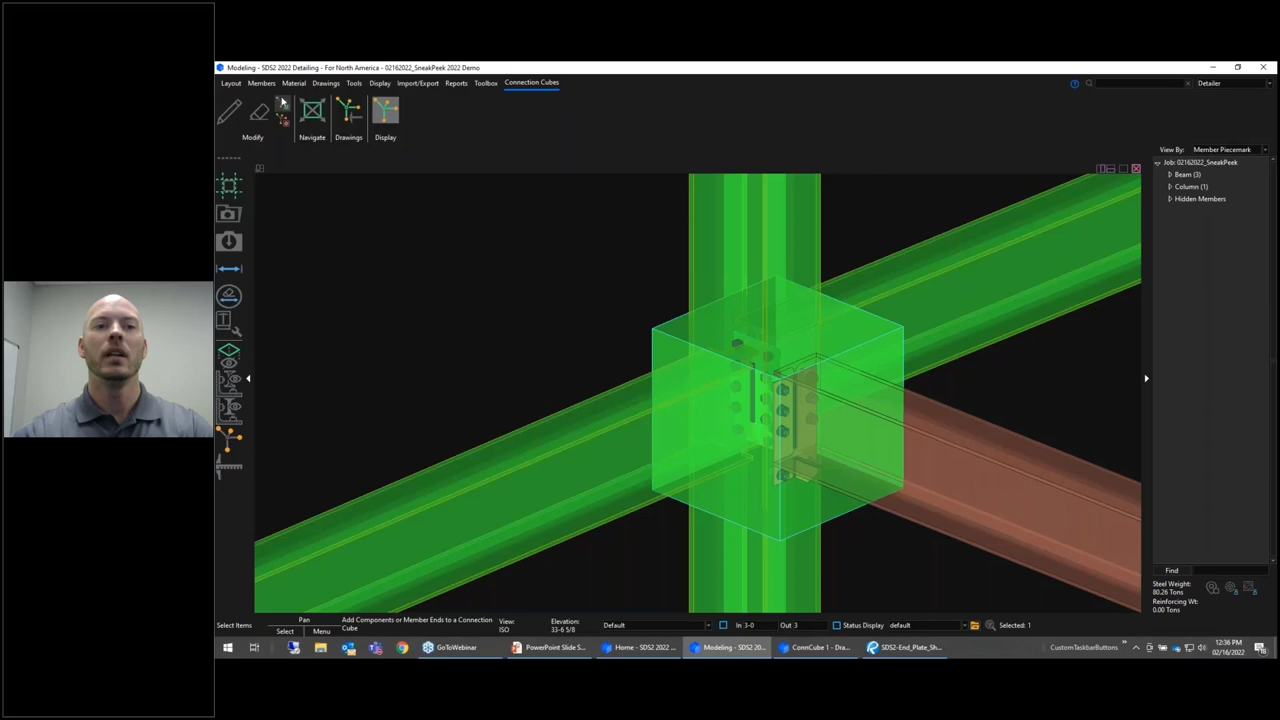 Modeling - SDS2 2022 Detailing - For North America - 02162022_SneakPeek 2022 Demo
Layout Members Material Drawings Tools Display Import/Export Reports Toolbox Connection Cubes Detailer
Modify Navigate Drawings Display
View By: Member Piecemark
Job: 02162022_SneakPeek
Beam (3)
Column (1)
Hidden Members
Find
Steel Weight:
80.26 Tons
Reinforcing Wt:
0.00 Tons
Select Items
Pan
Select Menu
Add Components or Member Ends to a Connection
Cube
View:
ISO
Elevation:
33-6 5/8
Default
In 3-0 Out 3
Status Display default
Selected: 1
GoToWebinar PowerPoint Slide S... Home - SDS2 2022 ... Modeling - SDS2 20... ConnCube 1 - Dra... SDS2-End_Plate_Sh...
CustomTaskbarButtons
12:36 PM
02/16/2022